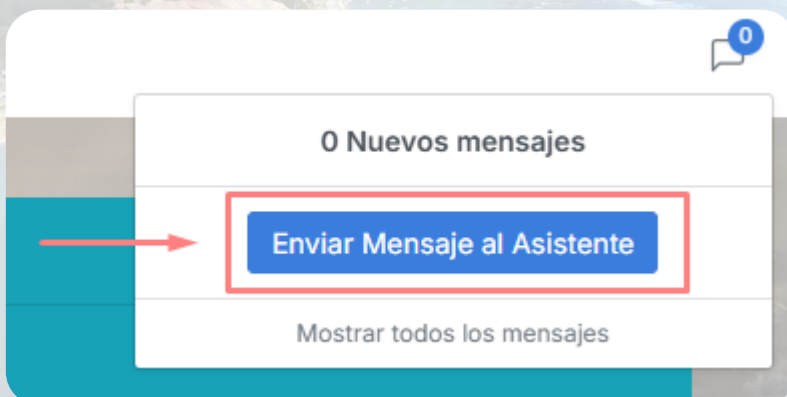 0
0 Nuevos mensajes
Enviar Mensaje al Asistente
Mostrar todos los mensajes